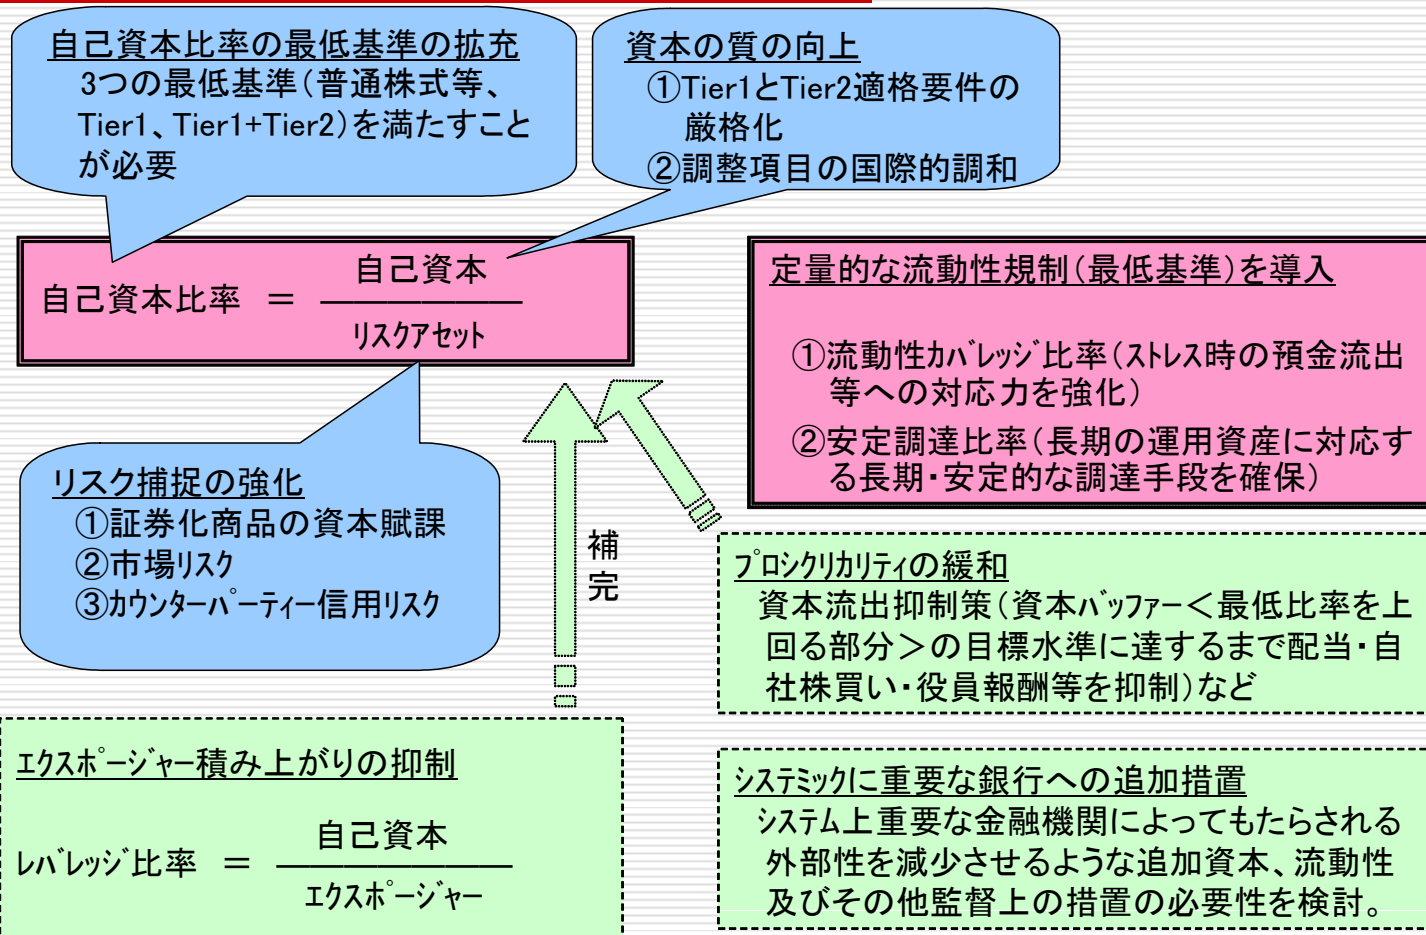 自己資本比率の最低基準の拡充
3つの最低基準(普通株式等、
Tier1、Tier1+Tier2)を満たすこと
が必要
資本の質の向上
①Tier1とTier2適格要件の
厳格化
②調整項目の国際的調和
自己資本
自己資本比率 = ――――――
リスクアセット
定量的な流動性規制(最低基準)を導入
①流動性カバレッジ比率(ストレス時の預金流出
等への対応力を強化)
②安定調達比率(長期の運用資産に対応す
る長期・安定的な調達手段を確保)
リスク捕捉の強化
①証券化商品の資本賦課
②市場リスク
③カウンターパーティー信用リスク
補
完
プロシクリカリティの緩和
資本流出抑制策(資本バッファー<最低比率を上
回る部分>の目標水準に達するまで配当・自
社株買い・役員報酬等を抑制)など
エクスポージャー積み上がりの抑制
自己資本
レバレッジ比率 = ―――――――
エクスポージャー
システミックに重要な銀行への追加措置
システム上重要な金融機関によってもたらされる
外部性を減少させるような追加資本、流動性
及びその他監督上の措置の必要性を検討。